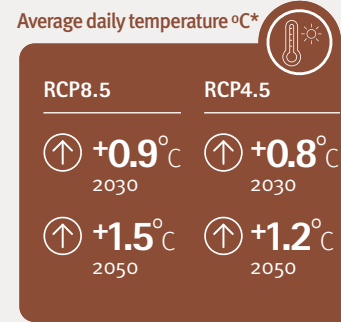 Average daily temperature ºC*
RCP8.5 RCP4.5
+0.9°C +0.8°C
2030 2030
+1.5°C +1.2°C
2050 2050